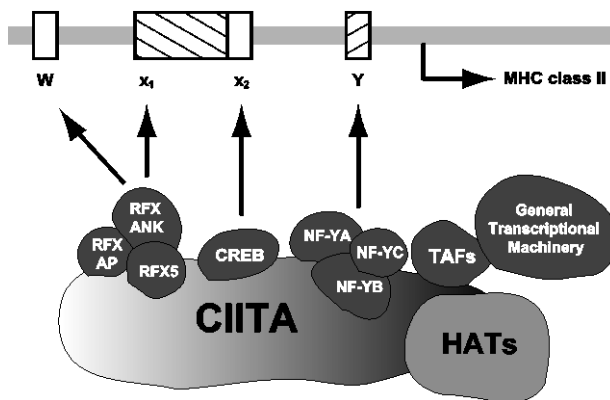 W
X₁
X₂
Y
MHC class II
RFX
ANK
RFX
AP
RFX5
CREB
NF-YA
NF-YC
NF-YB
TAFs
General
Transcriptional
Machinery
CIITA
HATs